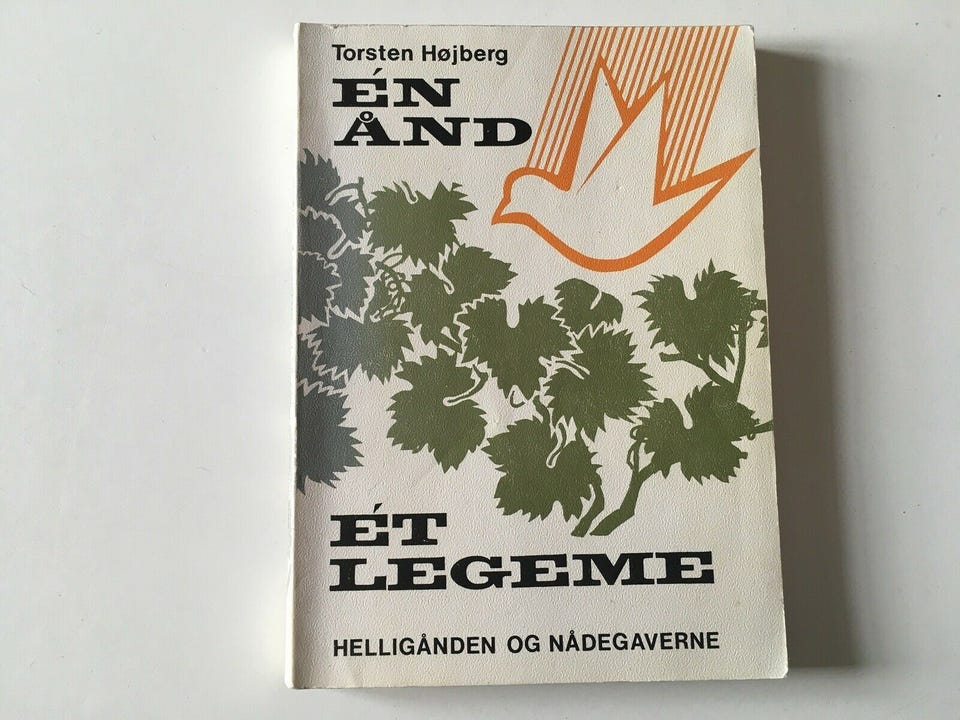 Torsten Højberg
ÉN
ÅND
ÉT
LEGEME
HELLIGÅNDEN OG NÅDEGAVERNE